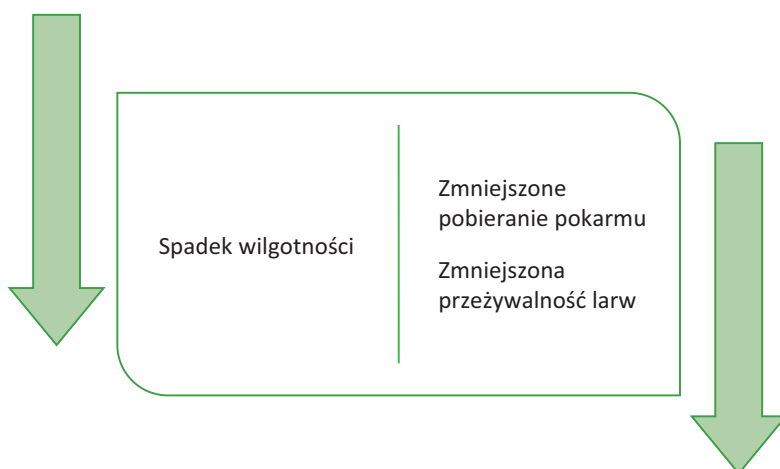 Spadek wilgotności
Zmniejszone
pobieranie pokarmu
Zmniejszona
przeżywalność larw